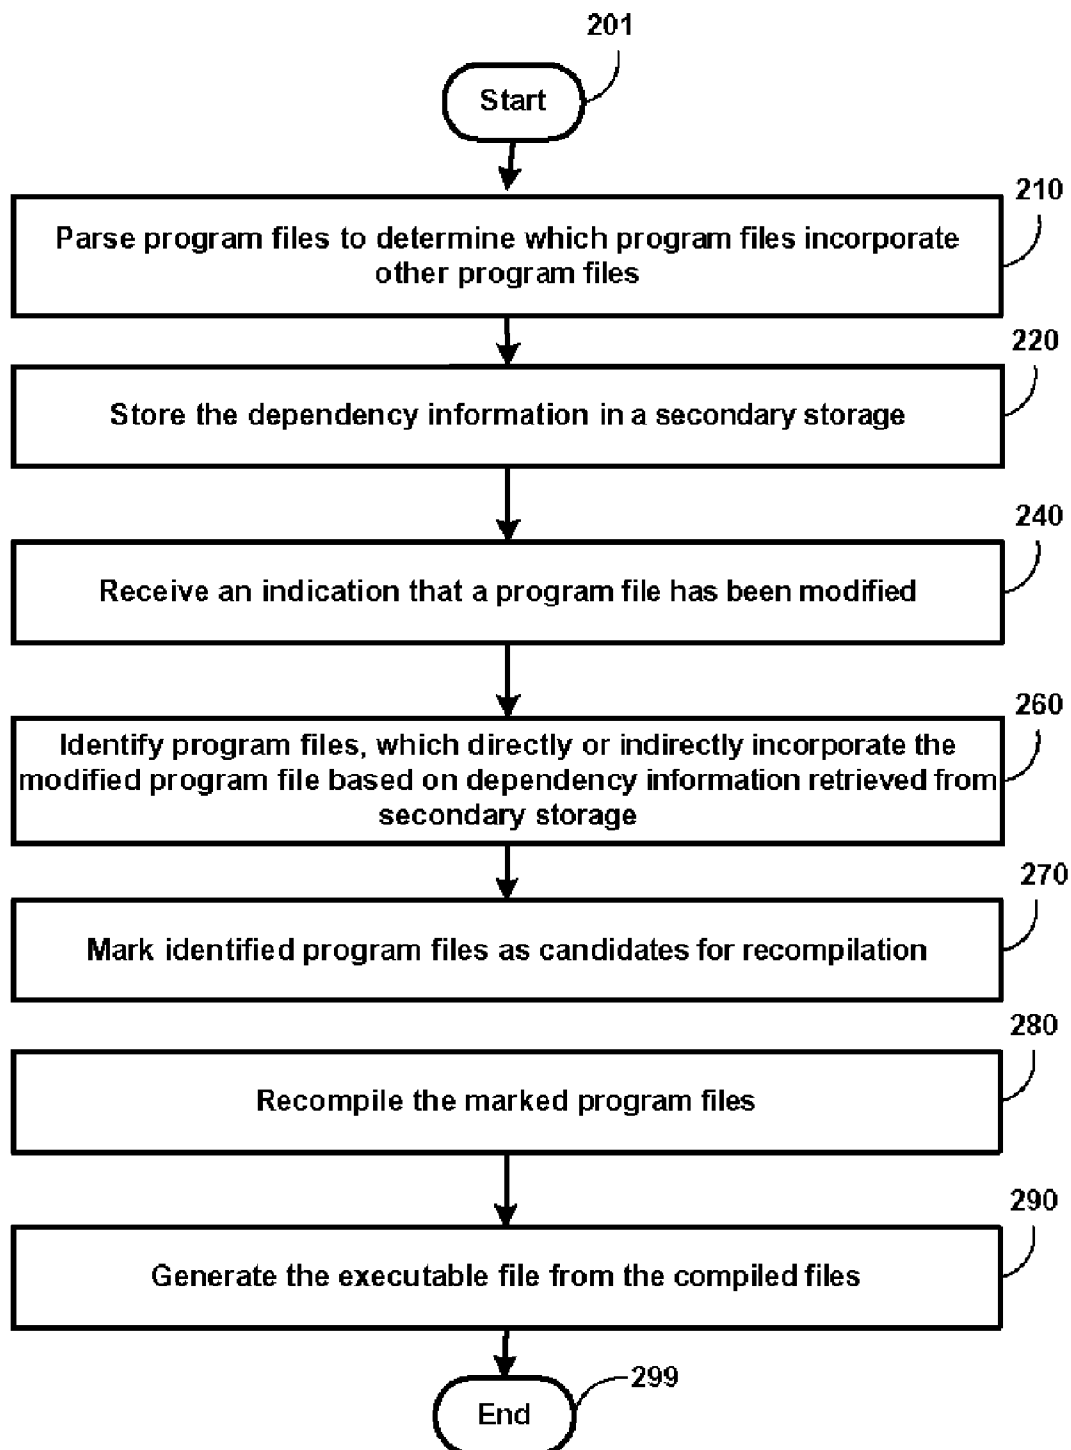 201
Start
210
Parse program files to determine which program files incorporate
other program files
220
Store the dependency information in a secondary storage
240
Receive an indication that a program file has been modified
260
Identify program files, which directly or indirectly incorporate the
modified program file based on dependency information retrieved from
secondary storage
270
Mark identified program files as candidates for recompilation
280
Recompile the marked program files
290
Generate the executable file from the compiled files
299
End